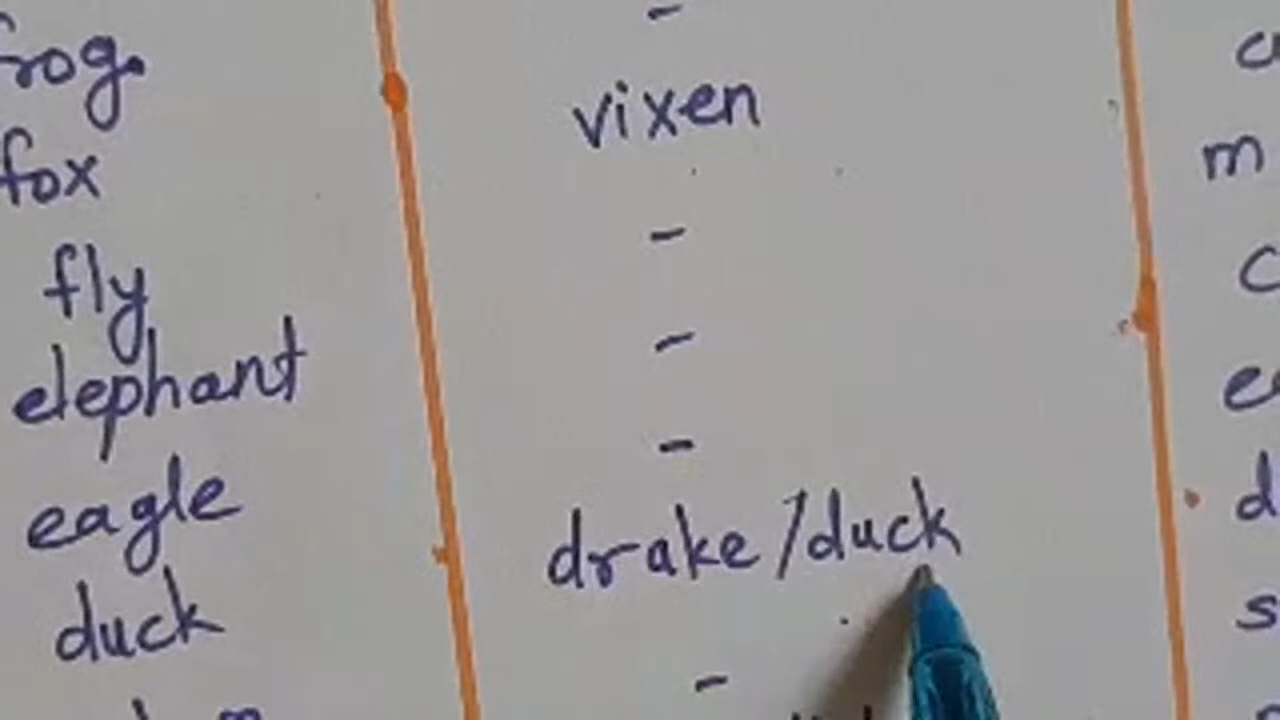 frog. -
fox vixen
fly -
elephant -
eagle -
duck drake/duck
-